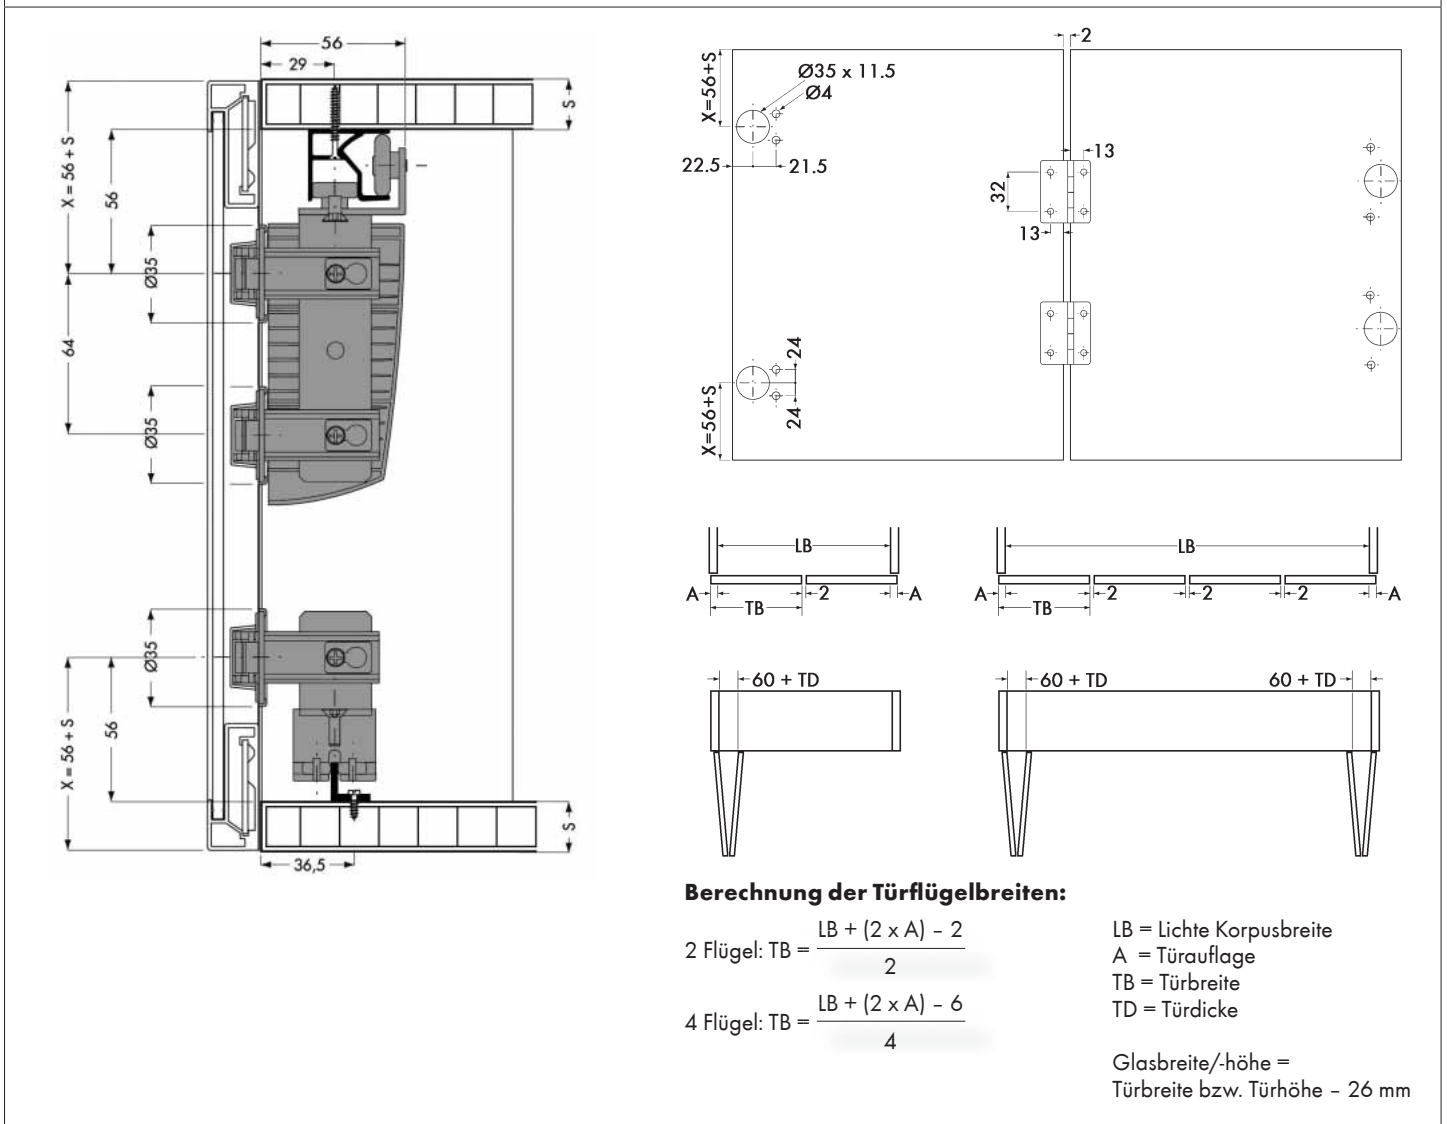 56
29
S
X = 56 + S
56
Ø35
64
Ø35
Ø35
X = 56 + S
56
S
36,5
2
X=56+S
Ø35 x 11.5
Ø4
22.5
21.5
13
32
13
24
24
X=56+S
LB
A
2
A
TB
LB
A
2
2
2
A
TB
60 + TD
60 + TD
60 + TD
Berechnung der Türflügelbreiten:
2 Flügel: TB = LB + (2 x A) – 2
2
4 Flügel: TB = LB + (2 x A) – 6
4
LB = Lichte Korpusbreite
A = Türauflage
TB = Türbreite
TD = Türdicke
Glasbreite/-höhe =
Türbreite bzw. Türhöhe – 26 mm